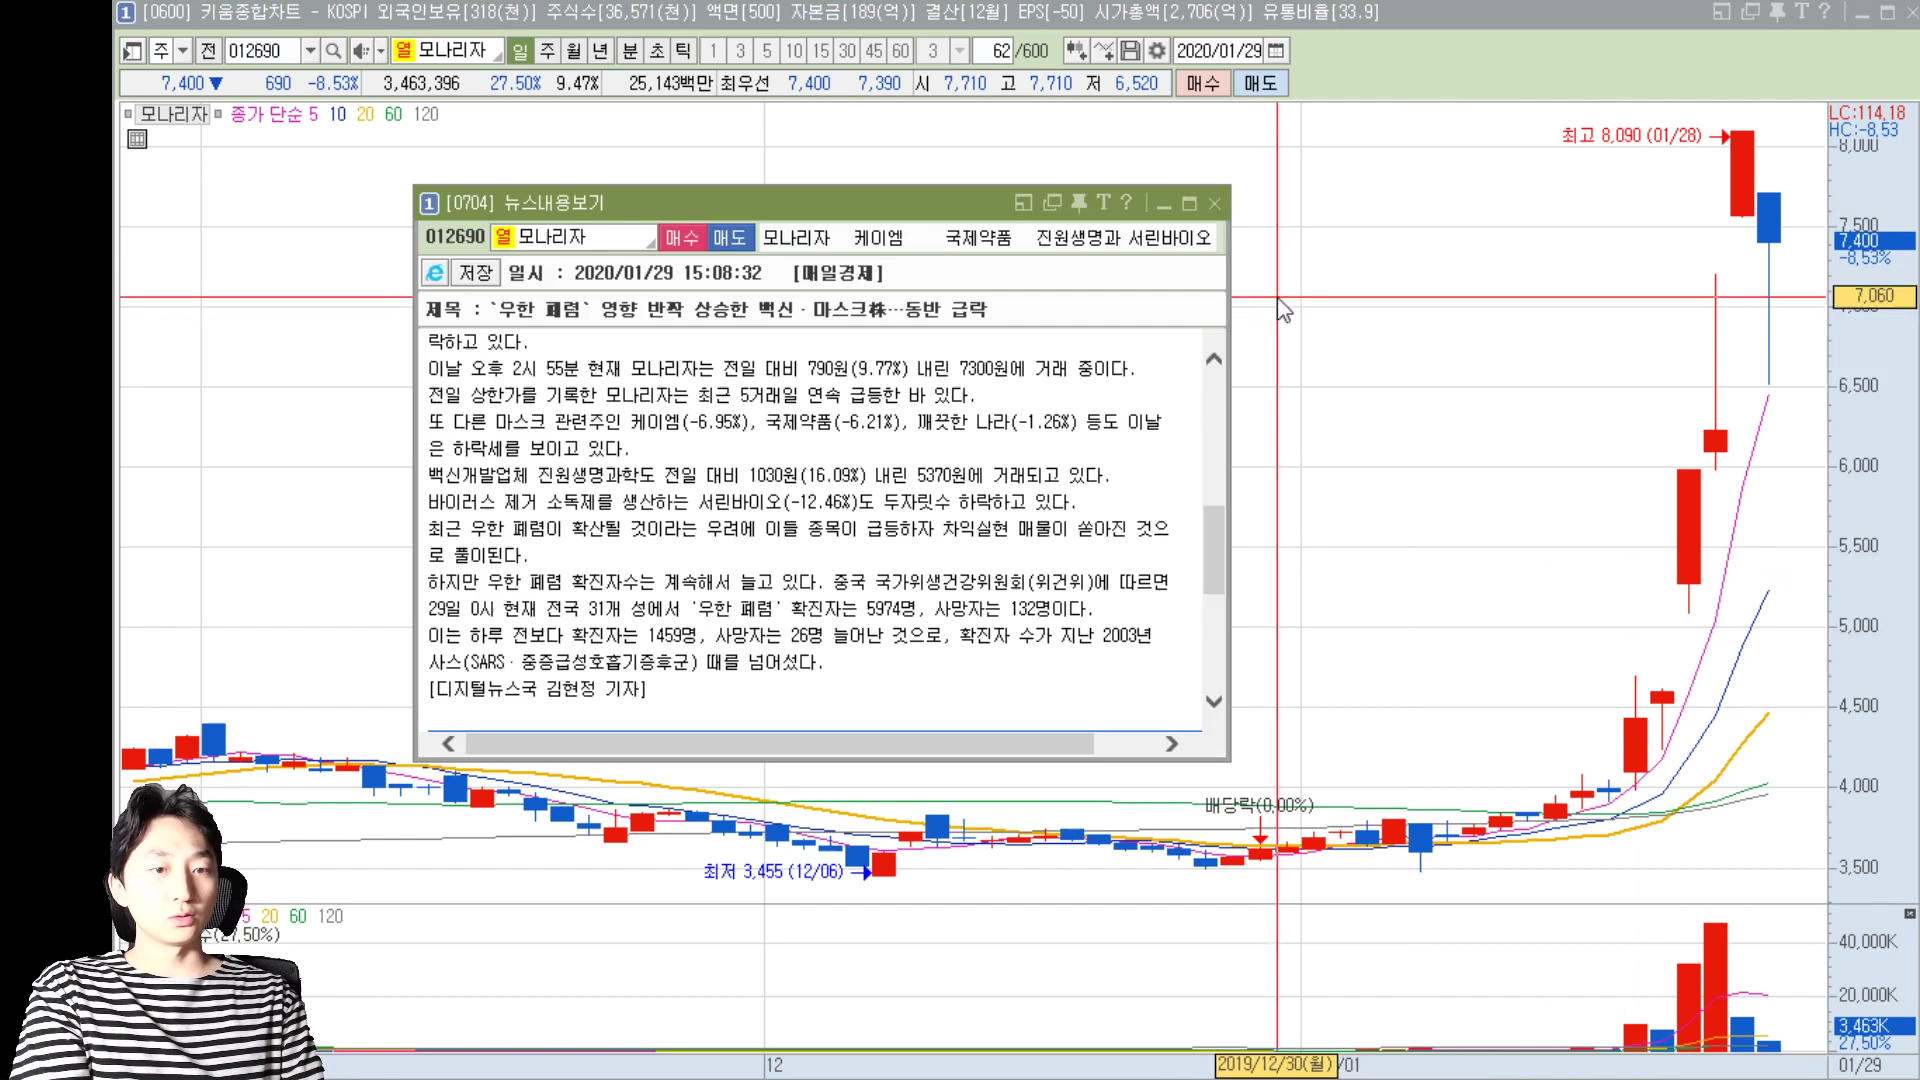 1 [0600] 키움종합차트 - KOSPI 외국인보유[318(천)] 주식수[36,571(천)] 액면[500] 자본금[189(억)] 결산[12월] EPS[-50] 시가총액[2,706(억)] 유통비율[33.9]
주 전 012690 열 모나리자 일 주 월 년 분 초 틱 1 3 5 10 15 30 45 60 3 62 /600 2020/01/29
7,400 ▼ 690 -8.53% 3,463,396 27.50% 9.47% 25,143백만 최우선 7,400 7,390 시 7,710 고 7,710 저 6,520 매수 매도
모나리자 종가 단순 5 10 20 60 120
LC:114.18
HC:-8.53
최고 8,090 (01/28)
8,000
7,500
7,400
-8.53%
7,060
6,500
6,000
5,500
5,000
4,500
4,000
3,500
1 [0704] 뉴스내용보기
012690 열 모나리자 매수 매도 모나리자 케이엠 국제약품 진원생명과 서린바이오
저장 일시 : 2020/01/29 15:08:32 [매일경제]
제목 : `우한 폐렴` 영향 반짝 상승한 백신·마스크株…동반 급락
락하고 있다.
이날 오후 2시 55분 현재 모나리자는 전일 대비 790원(9.77%) 내린 7300원에 거래 중이다.
전일 상한가를 기록한 모나리자는 최근 5거래일 연속 급등한 바 있다.
또 다른 마스크 관련주인 케이엠(-6.95%), 국제약품(-6.21%), 깨끗한 나라(-1.26%) 등도 이날
은 하락세를 보이고 있다.
백신개발업체 진원생명과학도 전일 대비 1030원(16.09%) 내린 5370원에 거래되고 있다.
바이러스 제거 소독제를 생산하는 서린바이오(-12.46%)도 두자릿수 하락하고 있다.
최근 우한 폐렴이 확산될 것이라는 우려에 이들 종목이 급등하자 차익실현 매물이 쏟아진 것으
로 풀이된다.
하지만 우한 폐렴 확진자수는 계속해서 늘고 있다. 중국 국가위생건강위원회(위건위)에 따르면
29일 0시 현재 전국 31개 성에서 '우한 폐렴' 확진자는 5974명, 사망자는 132명이다.
이는 하루 전보다 확진자는 1459명, 사망자는 26명 늘어난 것으로, 확진자 수가 지난 2003년
사스(SARS·중증급성호흡기증후군) 때를 넘어섰다.
[디지털뉴스국 김현정 기자]
배당락(0.00%)
최저 3,455 (12/06)
5 20 60 120
(27.50%)
40,000K
20,000K
3,463K
27.50%
12
2019/12/30(월) /01
01/29